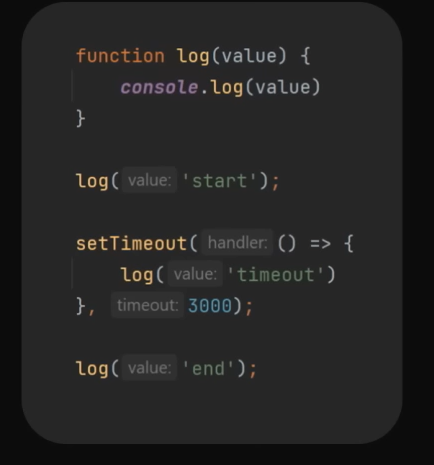 function log(value) {
console.log(value)
}
log( value: 'start');
setTimeout( handler: () => {
log( value: 'timeout')
}, timeout: 3000);
log( value: 'end');